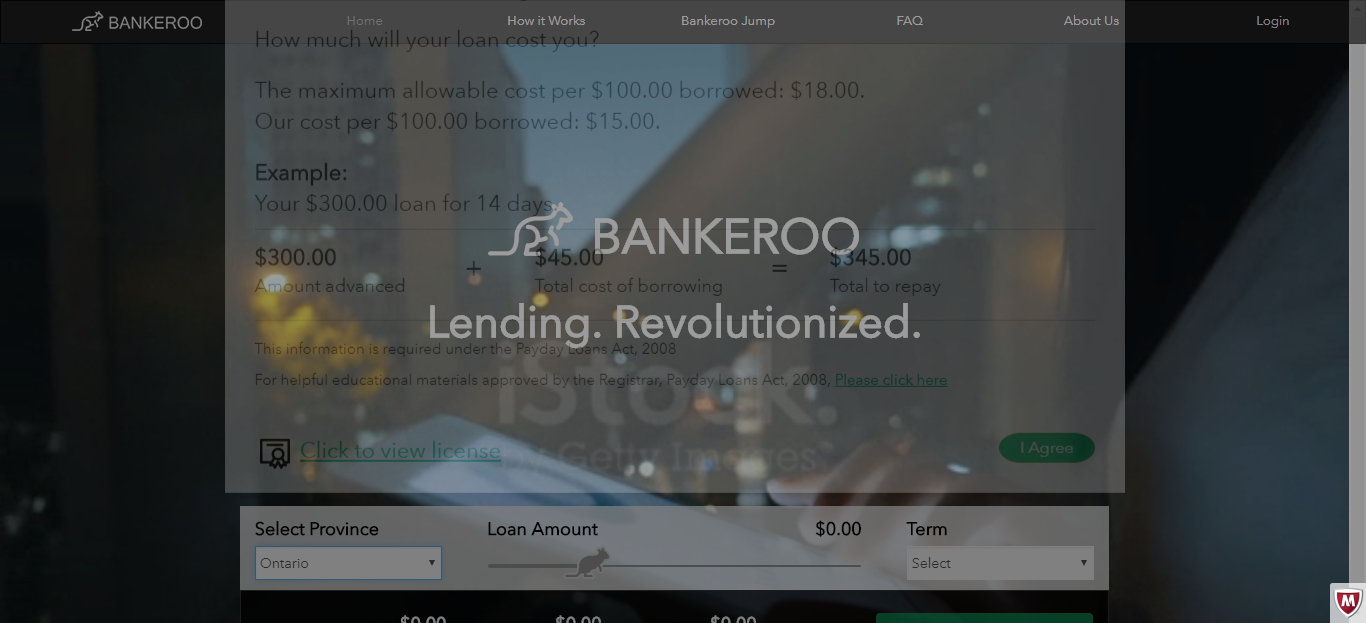 BANKEROO
Home How it Works Bankeroo Jump FAQ About Us Login
How much will your loan cost you?
The maximum allowable cost per $100.00 borrowed: $18.00.
Our cost per $100.00 borrowed: $15.00.
Example:
Your $300.00 loan for 14 days
BANKEROO
$300.00 + $45.00 = $345.00
Amount advanced Total cost of borrowing Total to repay
Lending. Revolutionized.
This information is required under the Payday Loans Act, 2008
iStock.
For helpful educational materials approved by the Registrar, Payday Loans Act, 2008, Please click here
Click to view license I Agree
by Getty Images
Select Province Loan Amount $0.00 Term
Ontario Select
$0.00 $0.00 $0.00